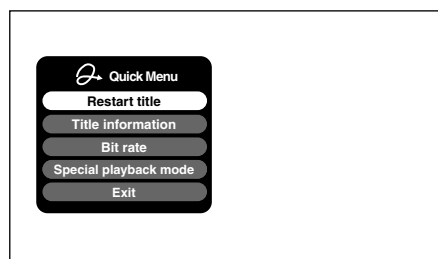 Quick Menu
Restart title
Title information
Bit rate
Special playback mode
Exit